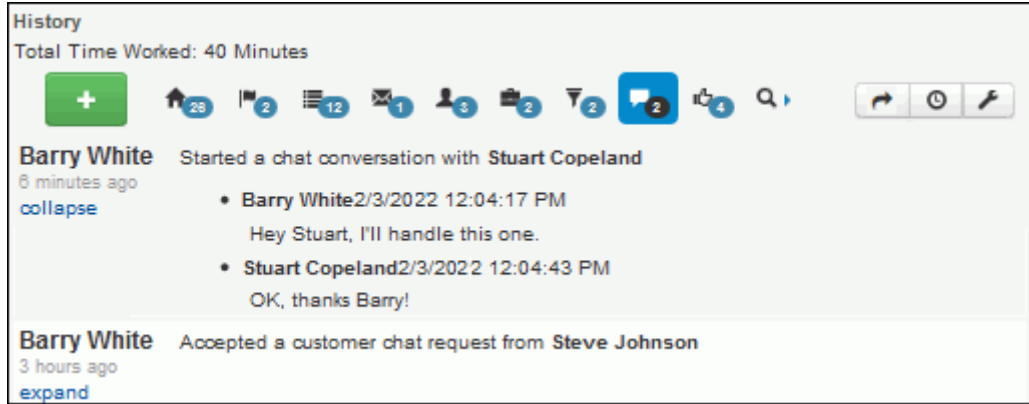 History
Total Time Worked: 40 Minutes
+ 26 2 12 1 3 2 2 2 4
Barry White Started a chat conversation with Stuart Copeland
6 minutes ago
collapse
• Barry White2/3/2022 12:04:17 PM
Hey Stuart, I'll handle this one.
• Stuart Copeland2/3/2022 12:04:43 PM
OK, thanks Barry!
Barry White Accepted a customer chat request from Steve Johnson
3 hours ago
expand